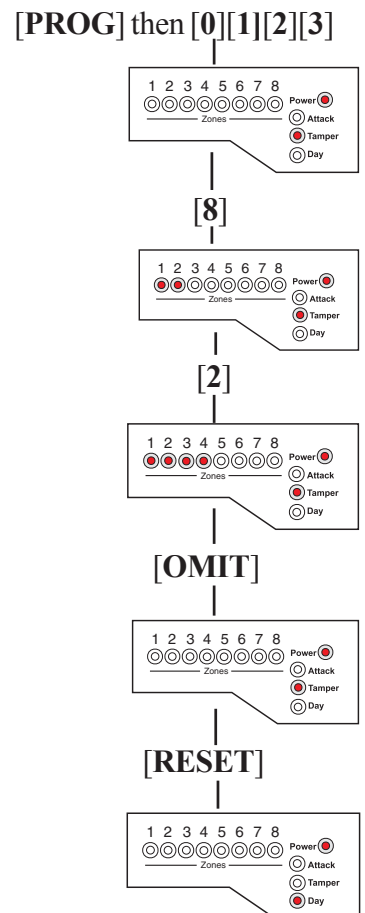 [PROG] then [0][1][2][3]
1 2 3 4 5 6 7 8
Power
Attack
Zones
Tamper
Day
[8]
1 2 3 4 5 6 7 8
Power
Attack
Zones
Tamper
Day
[2]
1 2 3 4 5 6 7 8
Power
Attack
Zones
Tamper
Day
[OMIT]
1 2 3 4 5 6 7 8
Power
Attack
Zones
Tamper
Day
[RESET]
1 2 3 4 5 6 7 8
Power
Attack
Zones
Tamper
Day